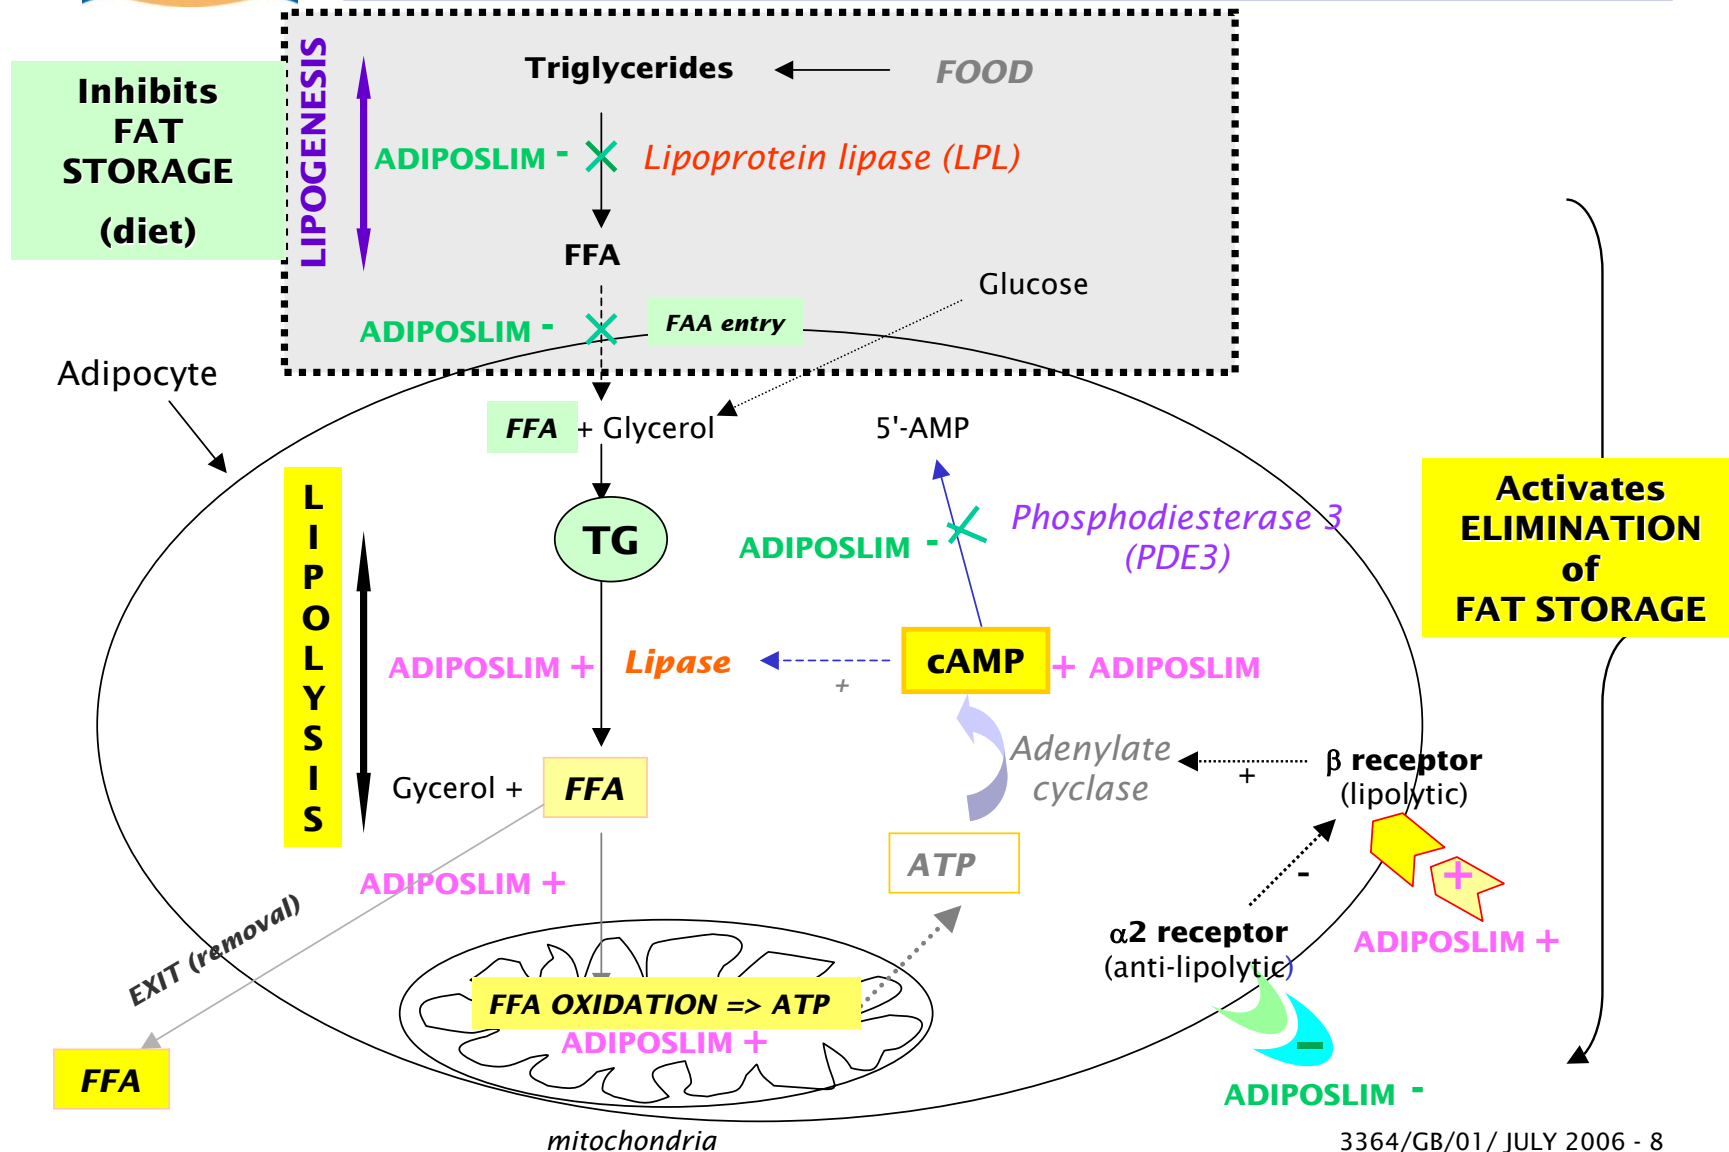 Inhibits
FAT
STORAGE
(diet)
LIPOGENESIS
Triglycerides
FOOD
ADIPOSLIM -
Lipoprotein lipase (LPL)
FFA
Glucose
ADIPOSLIM -
FAA entry
Adipocyte
FFA + Glycerol
5'-AMP
LIPOLYSIS
TG
ADIPOSLIM -
Phosphodiesterase 3
(PDE3)
Activates
ELIMINATION
of
FAT STORAGE
ADIPOSLIM +
Lipase
+
cAMP
+ ADIPOSLIM
Adenylate
cyclase
+
β receptor
(lipolytic)
Gycerol +
FFA
ADIPOSLIM +
ATP
-
+
α2 receptor
(anti-lipolytic)
ADIPOSLIM +
EXIT (removal)
FFA OXIDATION => ATP
ADIPOSLIM +
–
FFA
ADIPOSLIM -
mitochondria
3364/GB/01/ JULY 2006 - 8